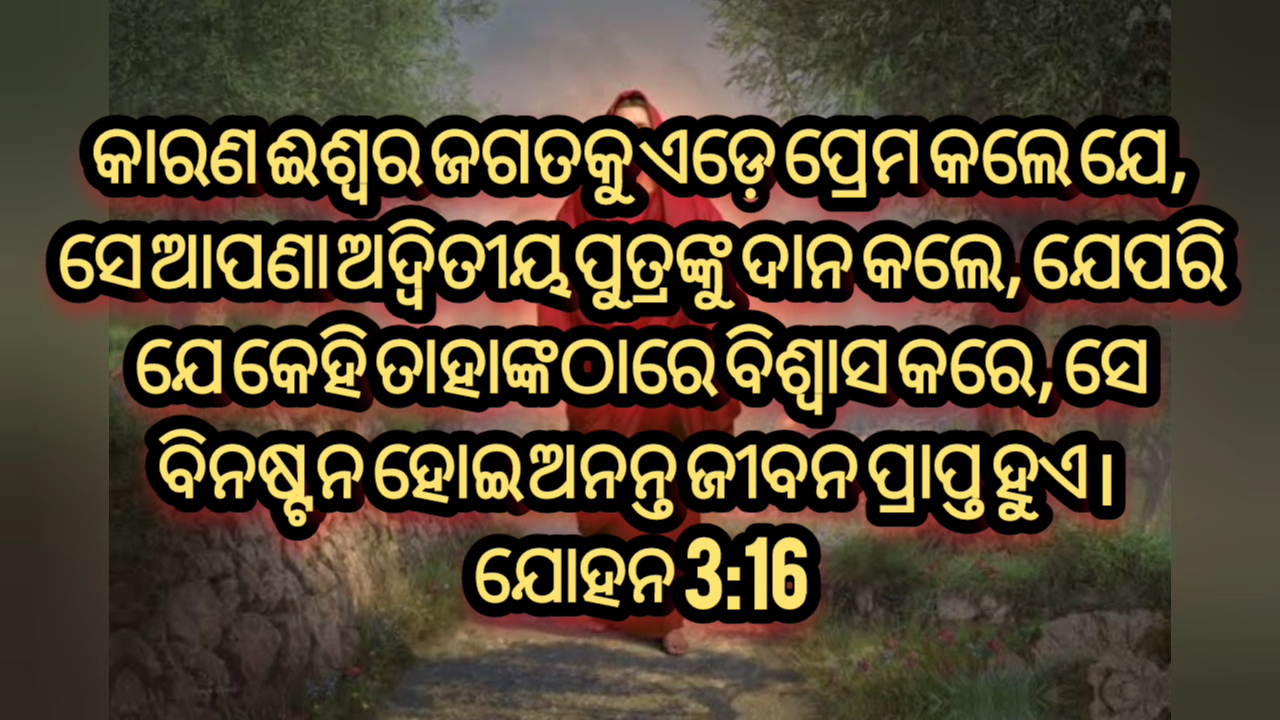 କାରଣ ଈଶ୍ୱର ଜଗତକୁ ଏଡ଼େ ପ୍ରେମ କଲେ ଯେ,
ସେ ଆପଣା ଅଦ୍ୱିତୀୟ ପୁତ୍ରଙ୍କୁ ଦାନ କଲେ, ଯେପରି
ଯେ କେହି ତାହାଙ୍କଠାରେ ବିଶ୍ୱାସ କରେ, ସେ
ବିନଷ୍ଟ ନ ହୋଇ ଅନନ୍ତ ଜୀବନ ପ୍ରାପ୍ତ ହୁଏ।
ଯୋହନ 3:16